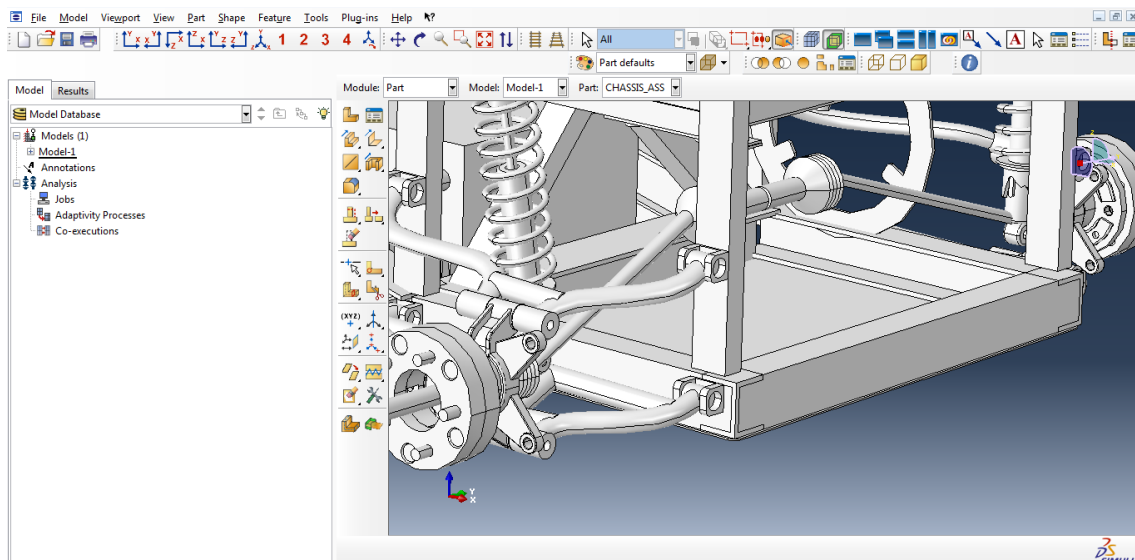 File Model Viewport View Part Shape Feature Tools Plug-ins Help
1 2 3 4 All
Part defaults
Model Results Module: Part Model: Model-1 Part: CHASSIS_ASS
Model Database
Models (1)
Model-1
Annotations
Analysis
Jobs
Adaptivity Processes
Co-executions
(XYZ)
Y
X